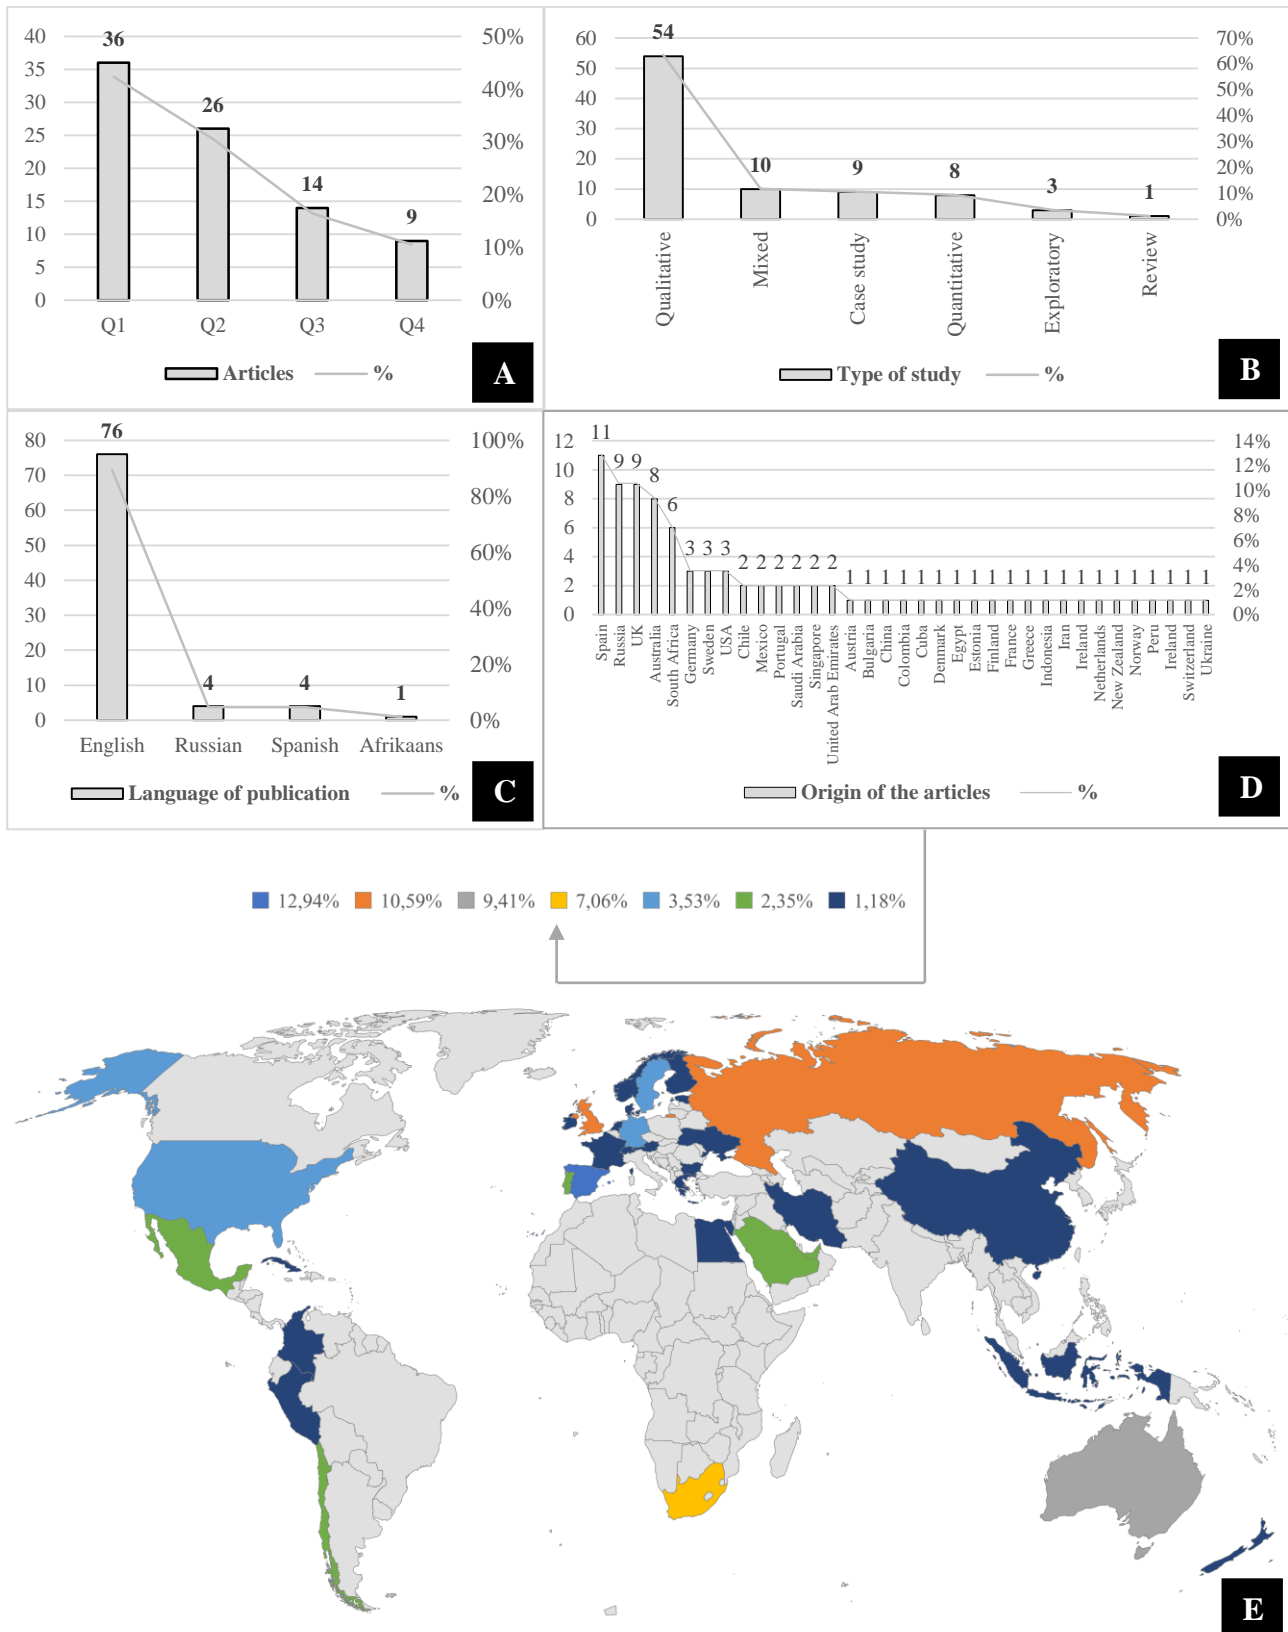 40
35
30
25
20
15
10
5
0
36
26
14
9
50%
40%
30%
20%
10%
0%
Q1 Q2 Q3 Q4
Articles %
A
60
50
40
30
20
10
0
54
10
9
8
3
1
70%
60%
50%
40%
30%
20%
10%
0%
Qualitative
Mixed
Case study
Quantitative
Exploratory
Review
Type of study %
B
80
70
60
50
40
30
20
10
0
76
4
4
1
100%
80%
60%
40%
20%
0%
English Russian Spanish Afrikaans
Language of publication %
C
12
10
8
6
4
2
0
11
9 9
8
6
3 3 3
2 2 2 2 2 2
1 1 1 1 1 1 1 1 1 1 1 1 1 1 1 1 1 1 1 1 1
14%
12%
10%
8%
6%
4%
2%
0%
Spain
Russia
UK
Australia
South Africa
Germany
Sweden
USA
Chile
Mexico
Portugal
Saudi Arabia
Singapore
United Arab Emirates
Austria
Bulgaria
China
Colombia
Cuba
Denmark
Egypt
Estonia
Finland
France
Greece
Indonesia
Iran
Ireland
Netherlands
New Zealand
Norway
Peru
Ireland
Switzerland
Ukraine
Origin of the articles %
D
12,94% 10,59% 9,41% 7,06% 3,53% 2,35% 1,18%
E